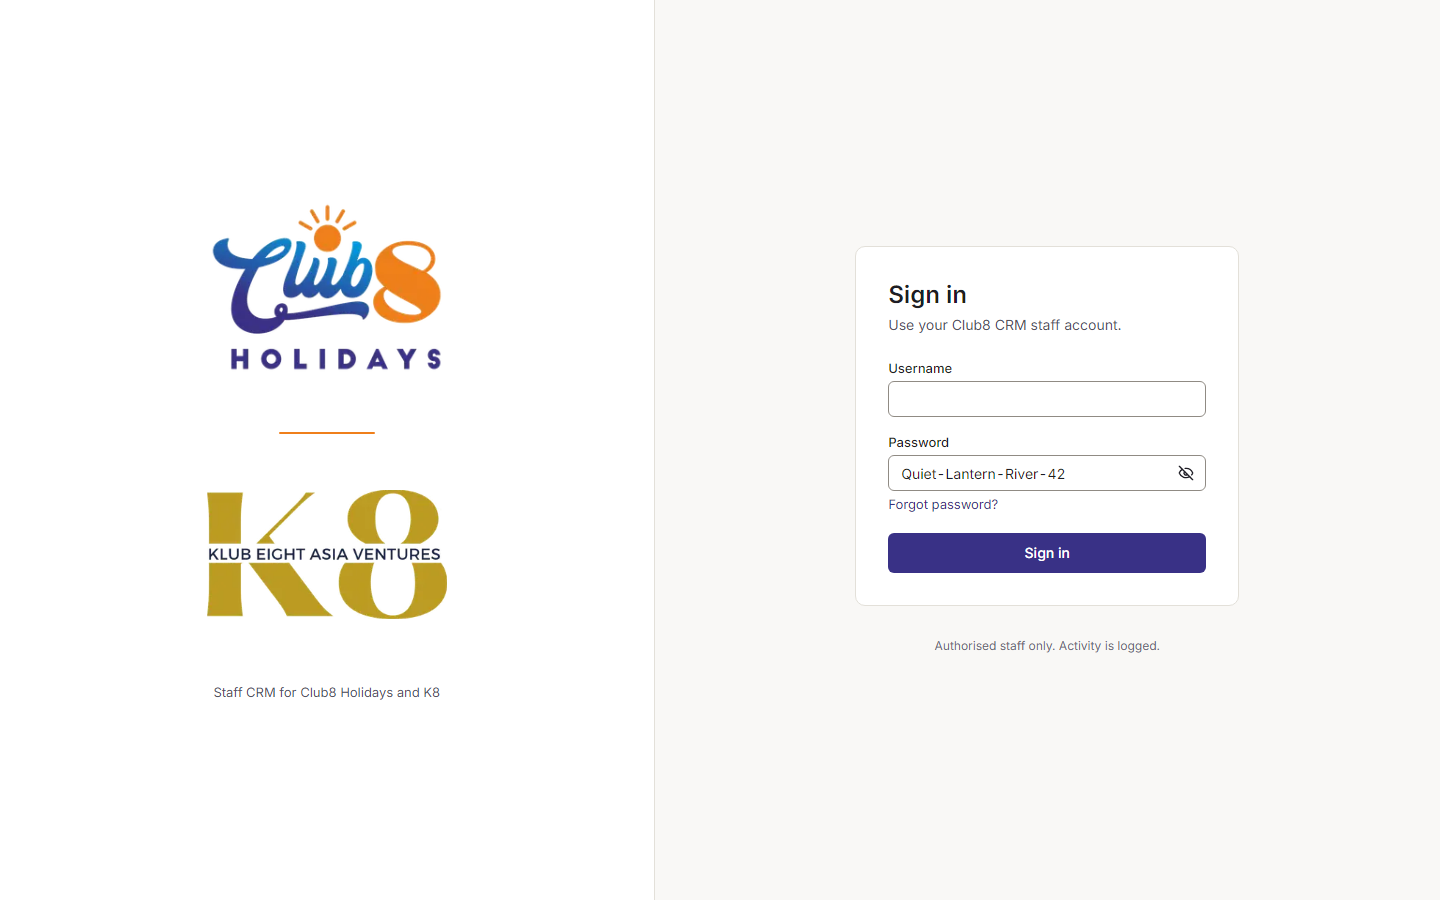 Club8
HOLIDAYS
K8
KLUB EIGHT ASIA VENTURES
Staff CRM for Club8 Holidays and K8
Sign in
Use your Club8 CRM staff account.
Username
Password
Quiet-Lantern-River-42
Forgot password?
Sign in
Authorised staff only. Activity is logged.